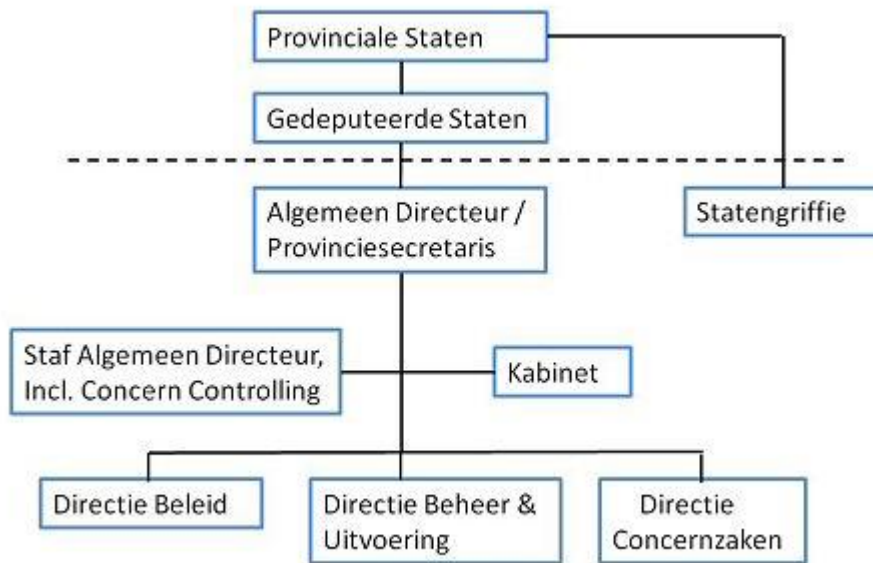 Provinciale Staten
Gedeputeerde Staten
Algemeen Directeur /
Provinciesecretaris
Statengriffie
Staf Algemeen Directeur,
Incl. Concern Controlling
Kabinet
Directie Beleid
Directie Beheer &
Uitvoering
Directie
Concernzaken